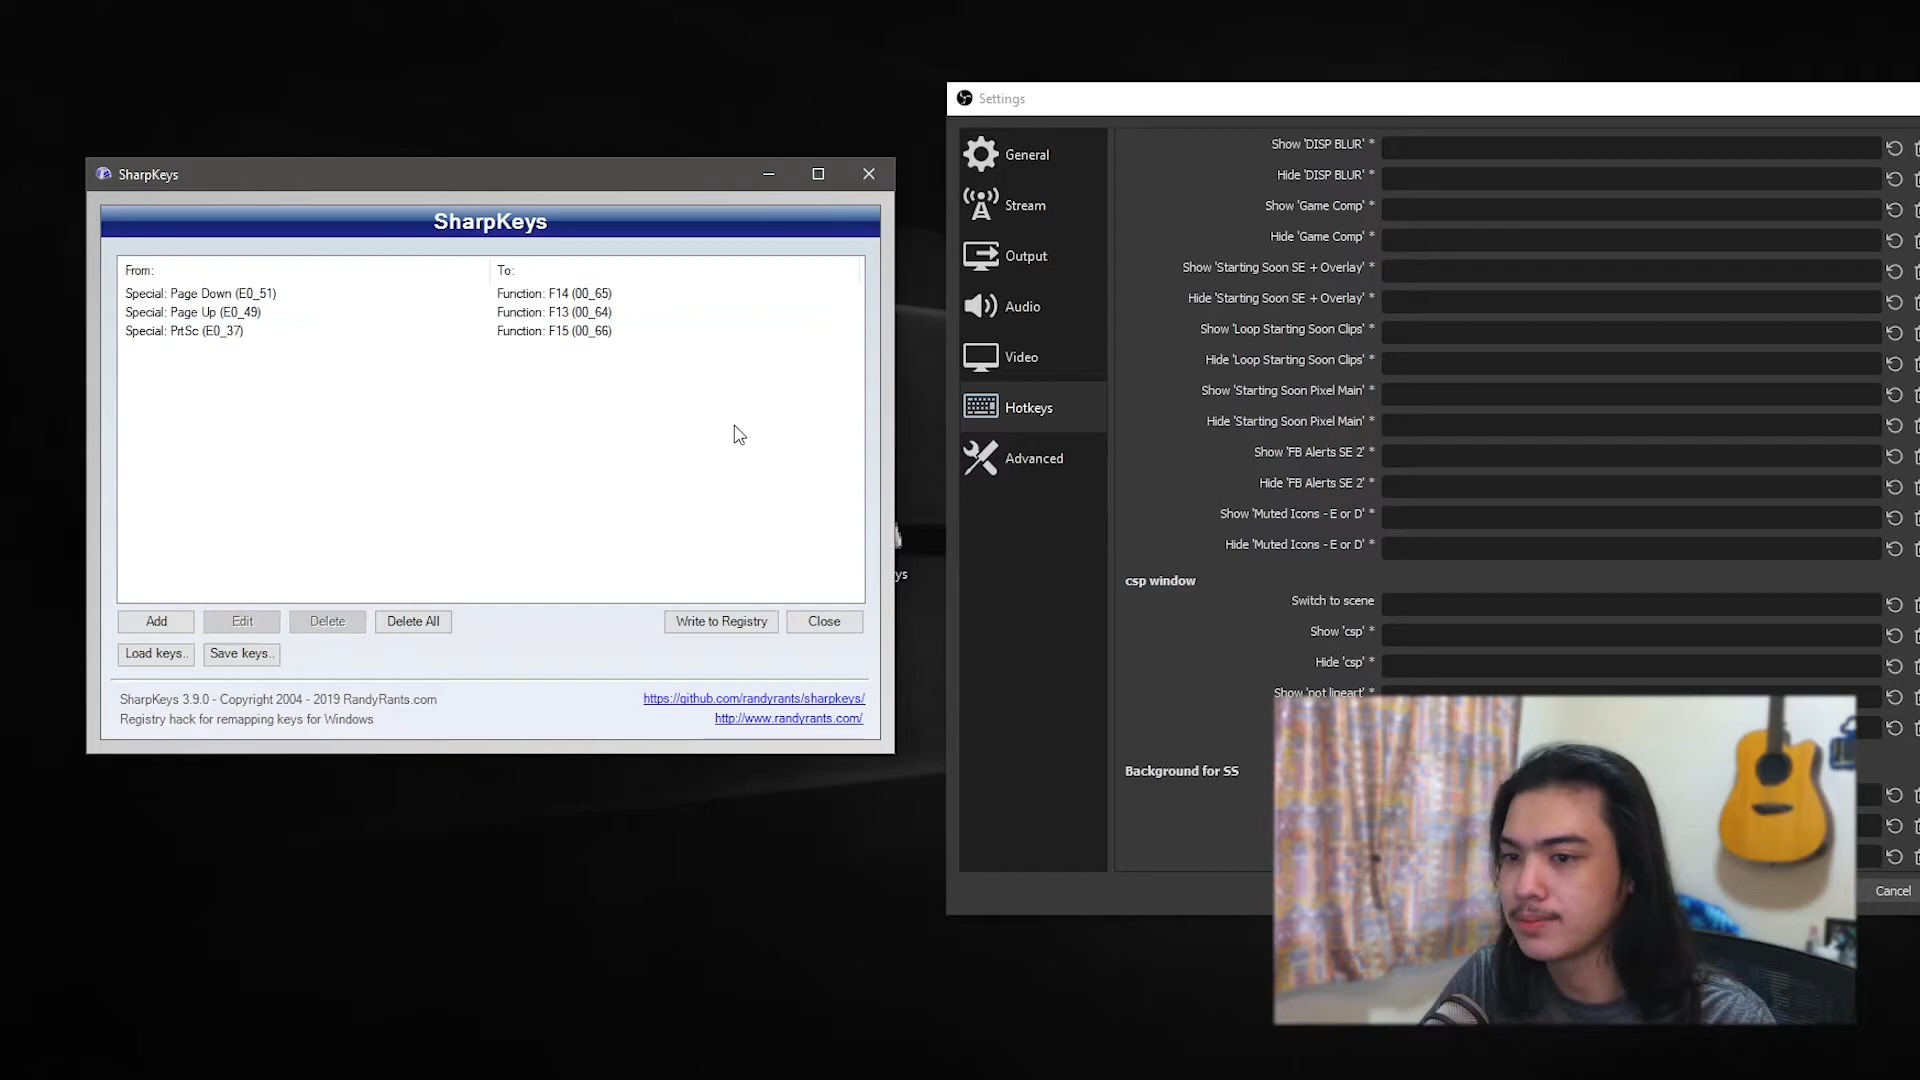 SharpKeys
SharpKeys
From:
To:
Special: Page Down (E0_51)
Function: F14 (00_65)
Special: Page Up (E0_49)
Function: F13 (00_64)
Special: PrtSc (E0_37)
Function: F15 (00_66)
Add
Edit
Delete
Delete All
Write to Registry
Close
Load keys..
Save keys..
SharpKeys 3.9.0 - Copyright 2004 - 2019 RandyRants.com
https://github.com/randyrants/sharpkeys/
Registry hack for remapping keys for Windows
http://www.randyrants.com/
ys
Settings
General
Stream
Output
Audio
Video
Hotkeys
Advanced
Show 'DISP BLUR' *
Hide 'DISP BLUR' *
Show 'Game Comp' *
Hide 'Game Comp' *
Show 'Starting Soon SE + Overlay' *
Hide 'Starting Soon SE + Overlay' *
Show 'Loop Starting Soon Clips' *
Hide 'Loop Starting Soon Clips' *
Show 'Starting Soon Pixel Main' *
Hide 'Starting Soon Pixel Main' *
Show 'FB Alerts SE 2' *
Hide 'FB Alerts SE 2' *
Show 'Muted Icons - E or D' *
Hide 'Muted Icons - E or D' *
csp window
Switch to scene
Show 'csp' *
Hide 'csp' *
Show 'not lineart' *
Background for SS
Cancel